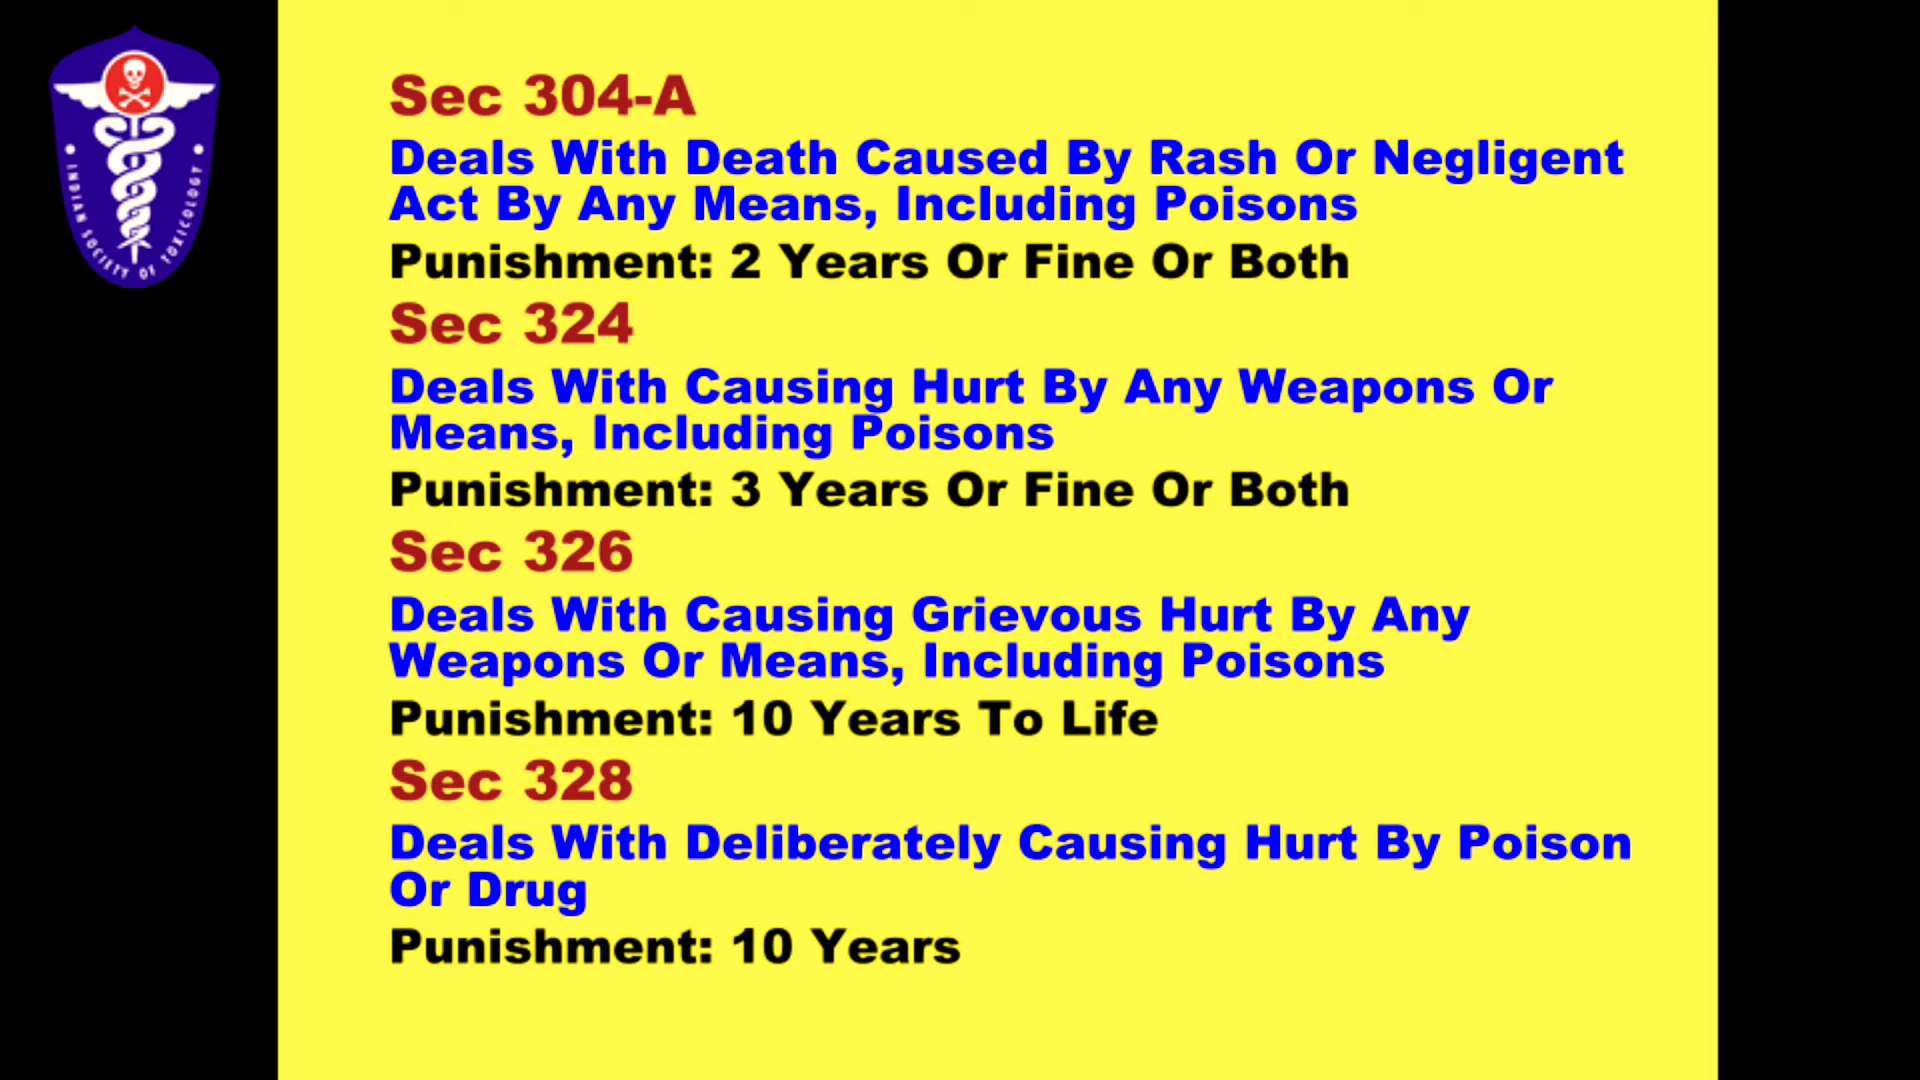 INDIAN SOCIETY OF TOXICOLOGY
Sec 304-A
Deals With Death Caused By Rash Or Negligent
Act By Any Means, Including Poisons
Punishment: 2 Years Or Fine Or Both
Sec 324
Deals With Causing Hurt By Any Weapons Or
Means, Including Poisons
Punishment: 3 Years Or Fine Or Both
Sec 326
Deals With Causing Grievous Hurt By Any
Weapons Or Means, Including Poisons
Punishment: 10 Years To Life
Sec 328
Deals With Deliberately Causing Hurt By Poison
Or Drug
Punishment: 10 Years